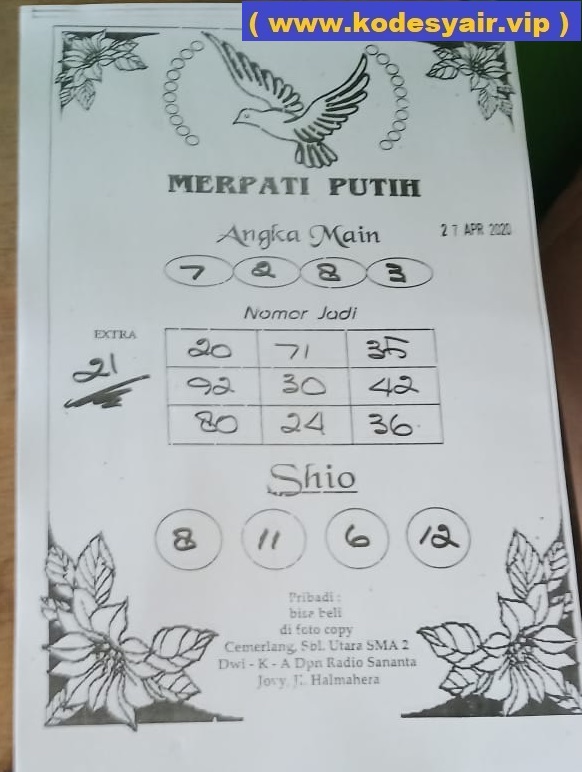 ( www.kodesyair.vip )
MERPATI PUTIH
Angka Main
27 APR 2020
7 2 8 3
Nomor Jadi
EXTRA
21
20 71 35
92 30 42
80 24 36
Shio
8 11 6 12
Pribadi :
bisa beli
di foto copy
Cemerlang, Sbl. Utara SMA 2
Dwi - K - A Dpn Radio Sananta
Jovy, Jl. Halmahera